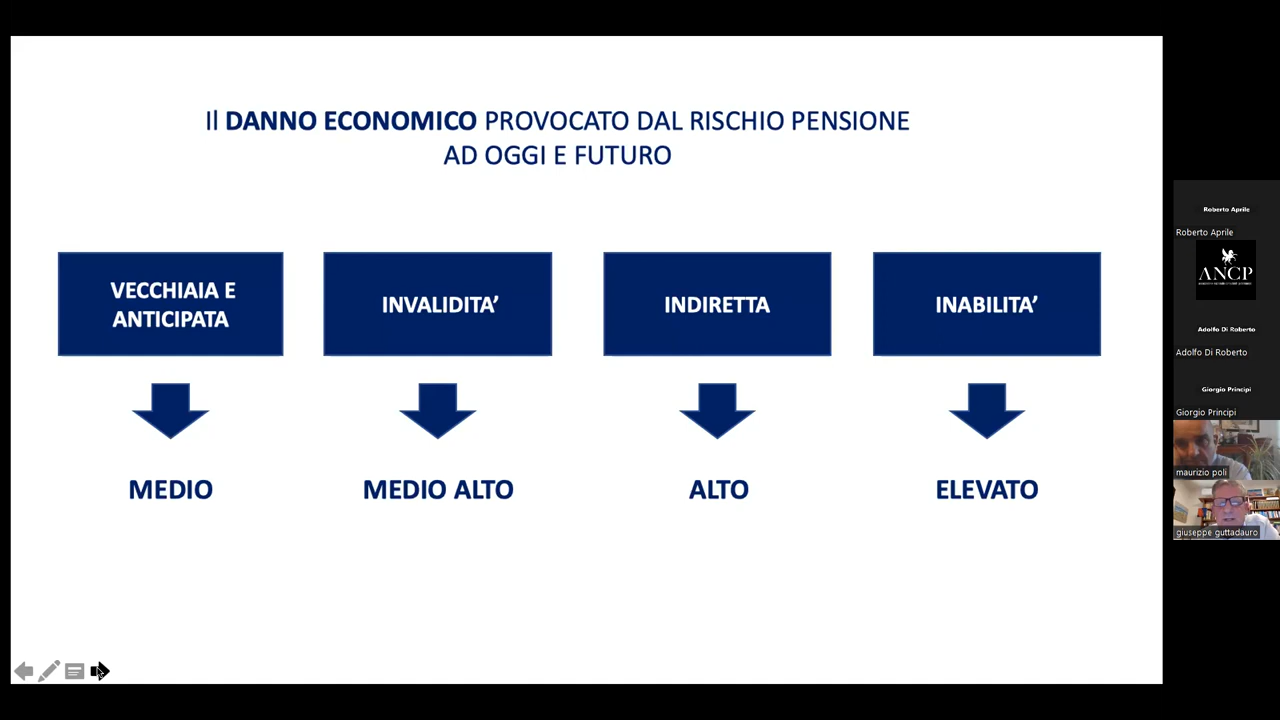 Il DANNO ECONOMICO PROVOCATO DAL RISCHIO PENSIONE
AD OGGI E FUTURO
VECCHIAIA E
ANTICIPATA
INVALIDITA’
INDIRETTA
INABILITA’
MEDIO
MEDIO ALTO
ALTO
ELEVATO
Roberto Aprile
Roberto Aprile
ANCP
Adolfo Di Roberto
Adolfo Di Roberto
Giorgio Principi
Giorgio Principi
maurizio poli
giuseppe guttadauro